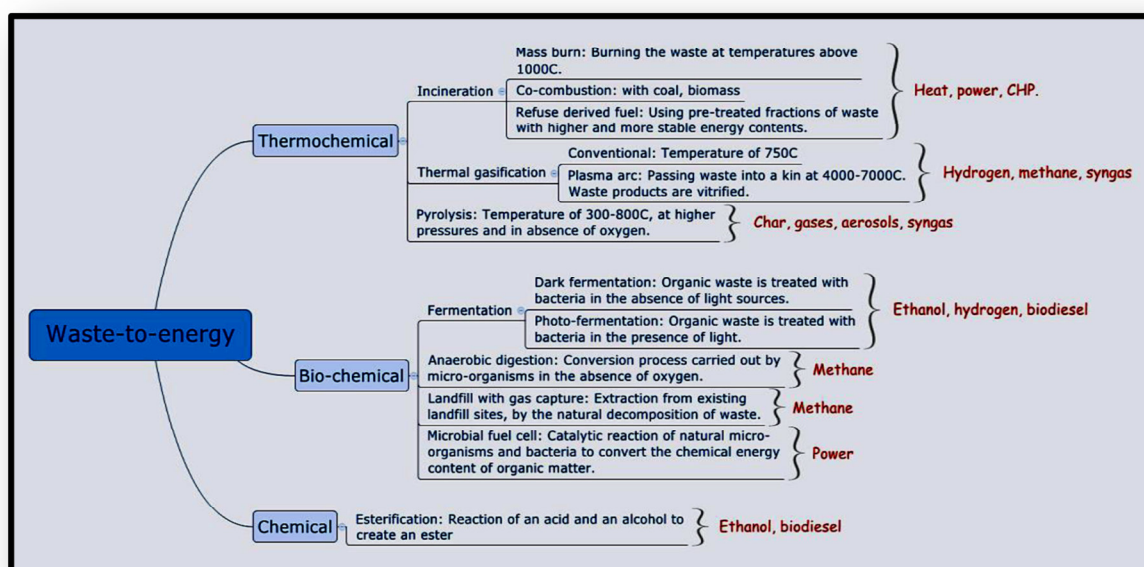 Waste-to-energy
Thermochemical
Incineration
Mass burn: Burning the waste at temperatures above
1000C.
Co-combustion: with coal, biomass
Refuse derived fuel: Using pre-treated fractions of waste
with higher and more stable energy contents.
Heat, power, CHP.
Thermal gasification
Conventional: Temperature of 750C
Plasma arc: Passing waste into a kin at 4000-7000C.
Waste products are vitrified.
Hydrogen, methane, syngas
Pyrolysis: Temperature of 300-800C, at higher
pressures and in absence of oxygen.
Char, gases, aerosols, syngas
Bio-chemical
Fermentation
Dark fermentation: Organic waste is treated with
bacteria in the absence of light sources.
Photo-fermentation: Organic waste is treated with
bacteria in the presence of light.
Ethanol, hydrogen, biodiesel
Anaerobic digestion: Conversion process carried out by
micro-organisms in the absence of oxygen.
Methane
Landfill with gas capture: Extraction from existing
landfill sites, by the natural decomposition of waste.
Methane
Microbial fuel cell: Catalytic reaction of natural micro-
organisms and bacteria to convert the chemical energy
content of organic matter.
Power
Chemical
Esterification: Reaction of an acid and an alcohol to
create an ester
Ethanol, biodiesel